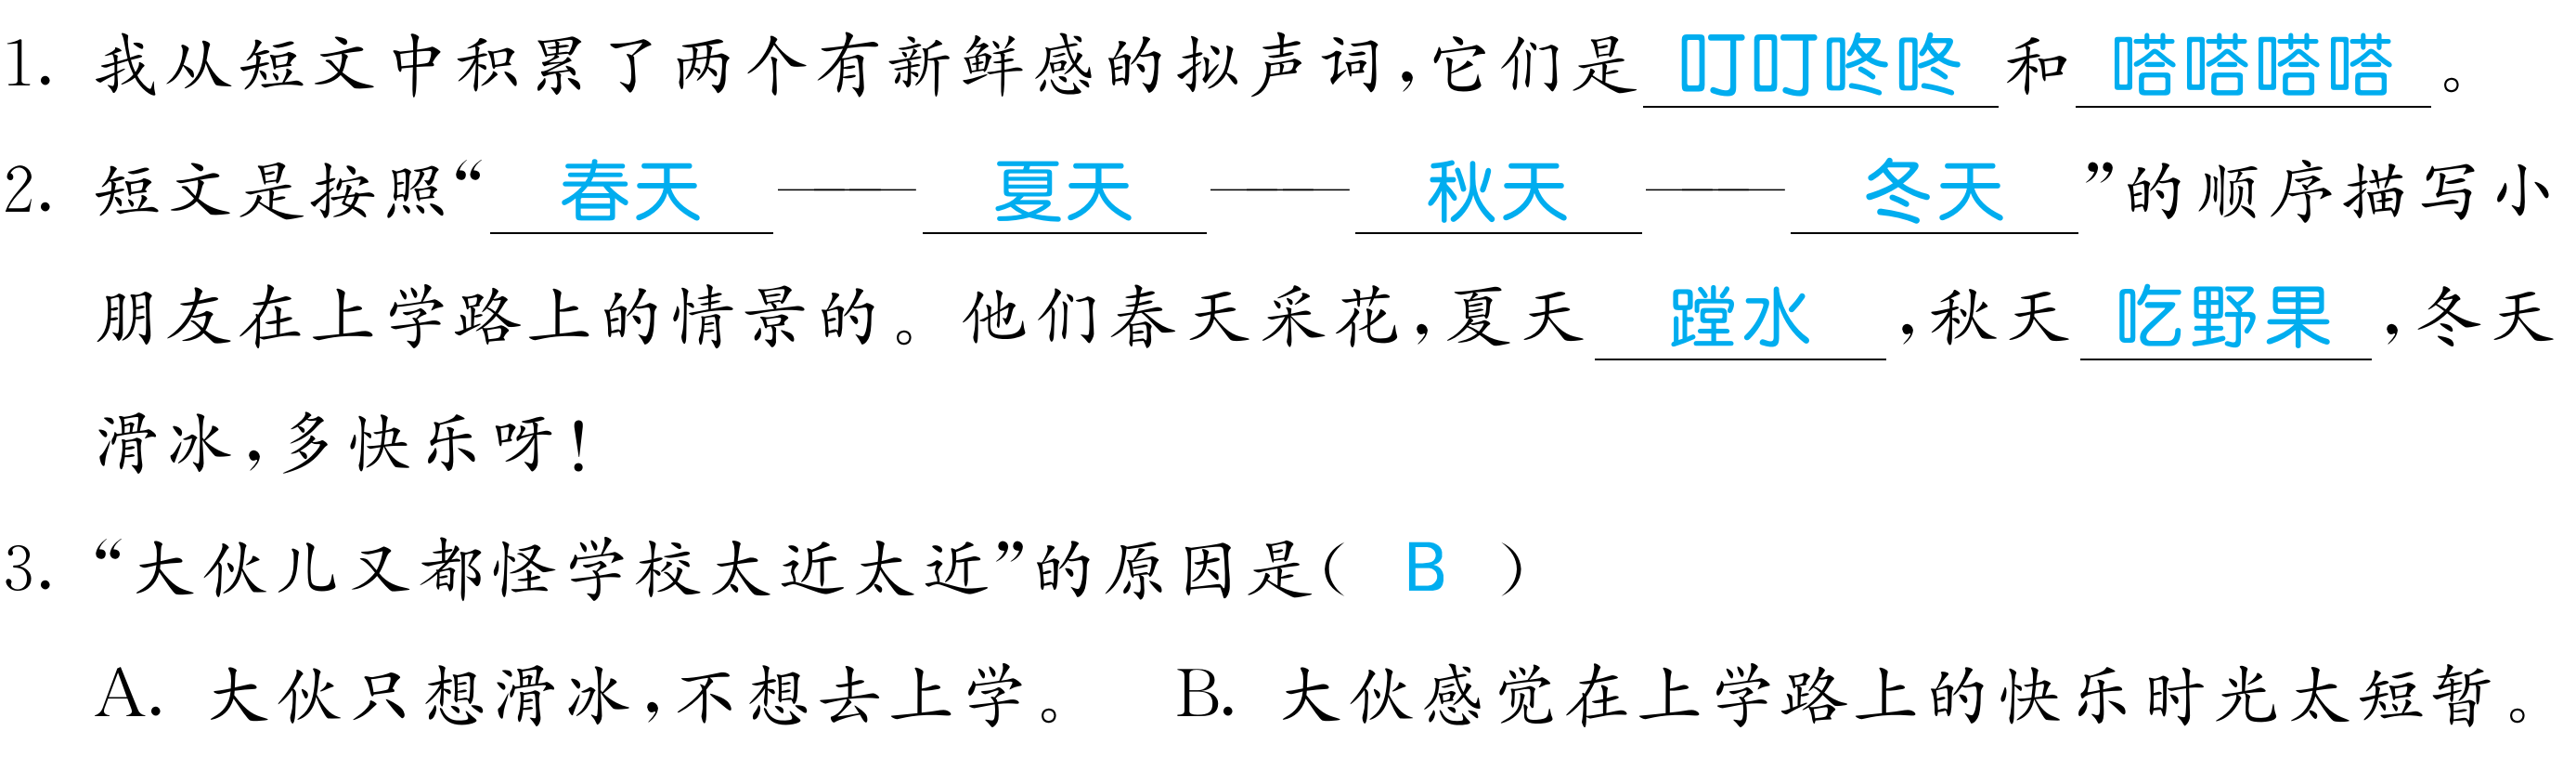 1. 我从短文中积累了两个有新鲜感的拟声词,它们是 叮叮咚咚 和 嗒嗒嗒嗒 。
2. 短文是按照“ 春天 —— 夏天 —— 秋天 —— 冬天 ”的顺序描写小
朋友在上学路上的情景的。他们春天采花,夏天 蹚水 ,秋天 吃野果 ,冬天
滑冰,多快乐呀!
3. “大伙儿又都怪学校太近太近”的原因是( B )
A. 大伙只想滑冰,不想去上学。 B. 大伙感觉在上学路上的快乐时光太短暂。